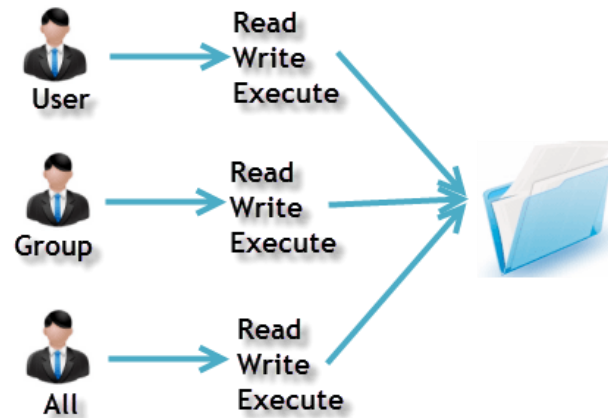 User
Read
Write
Execute
Group
Read
Write
Execute
All
Read
Write
Execute